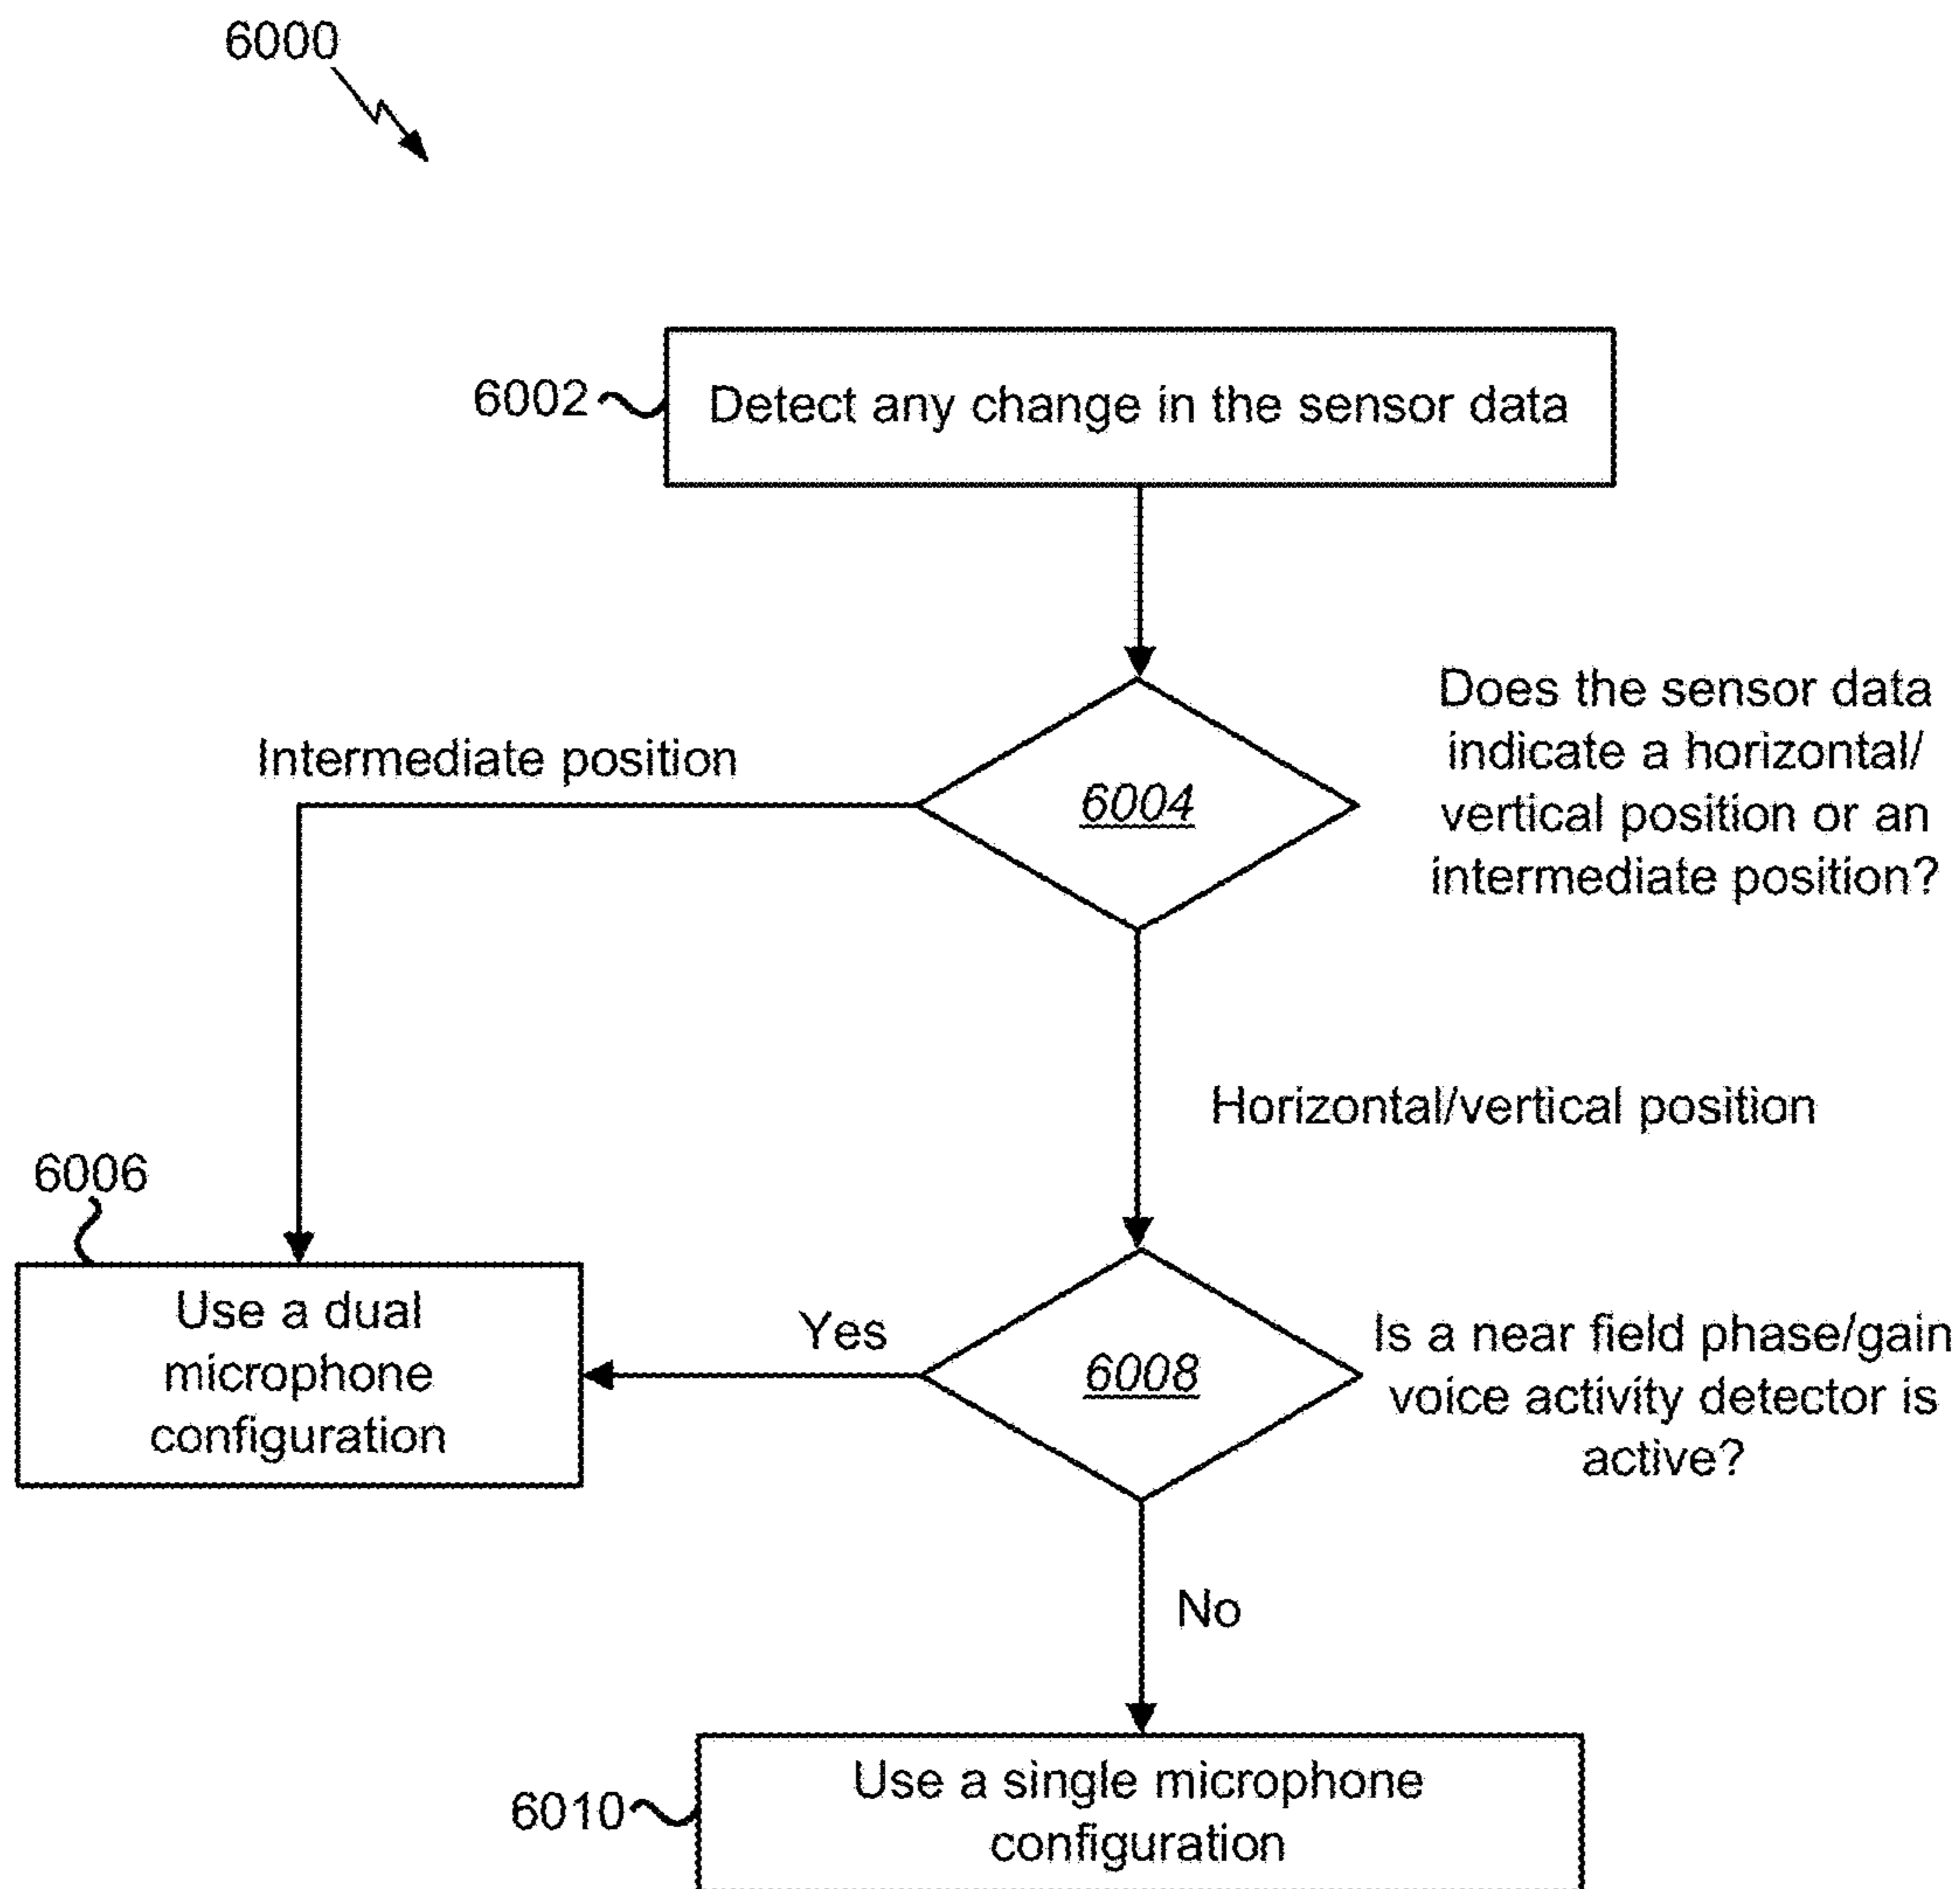 6000
6002
Detect any change in the sensor data
Does the sensor data
indicate a horizontal/
vertical position or an
intermediate position?
Intermediate position
6004
Horizontal/vertical position
6006
Use a dual
microphone
configuration
Yes
6008
Is a near field phase/gain
voice activity detector is
active?
No
6010
Use a single microphone
configuration